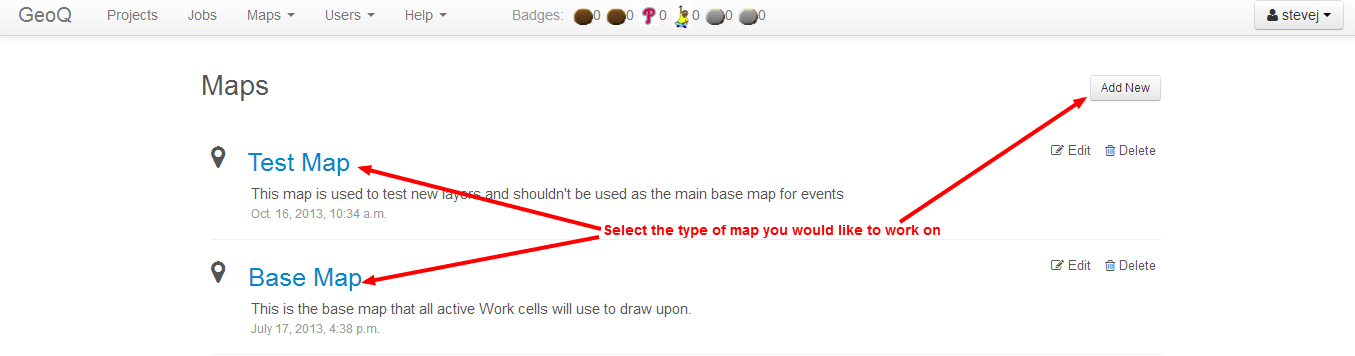 GeoQ Projects Jobs Maps Users Help Badges: 0 0 0 0 0 0 stevej
Maps Add New
Test Map Edit Delete
This map is used to test new layers and shouldn't be used as the main base map for events
Oct. 16, 2013, 10:34 a.m.
Select the type of map you would like to work on
Base Map Edit Delete
This is the base map that all active Work cells will use to draw upon.
July 17, 2013, 4:38 p.m.